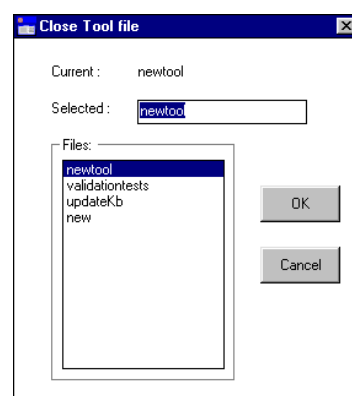 Close Tool file
Current : newtool
Selected : newtool
Files:
newtool
validationtests
updateKb
new
OK
Cancel